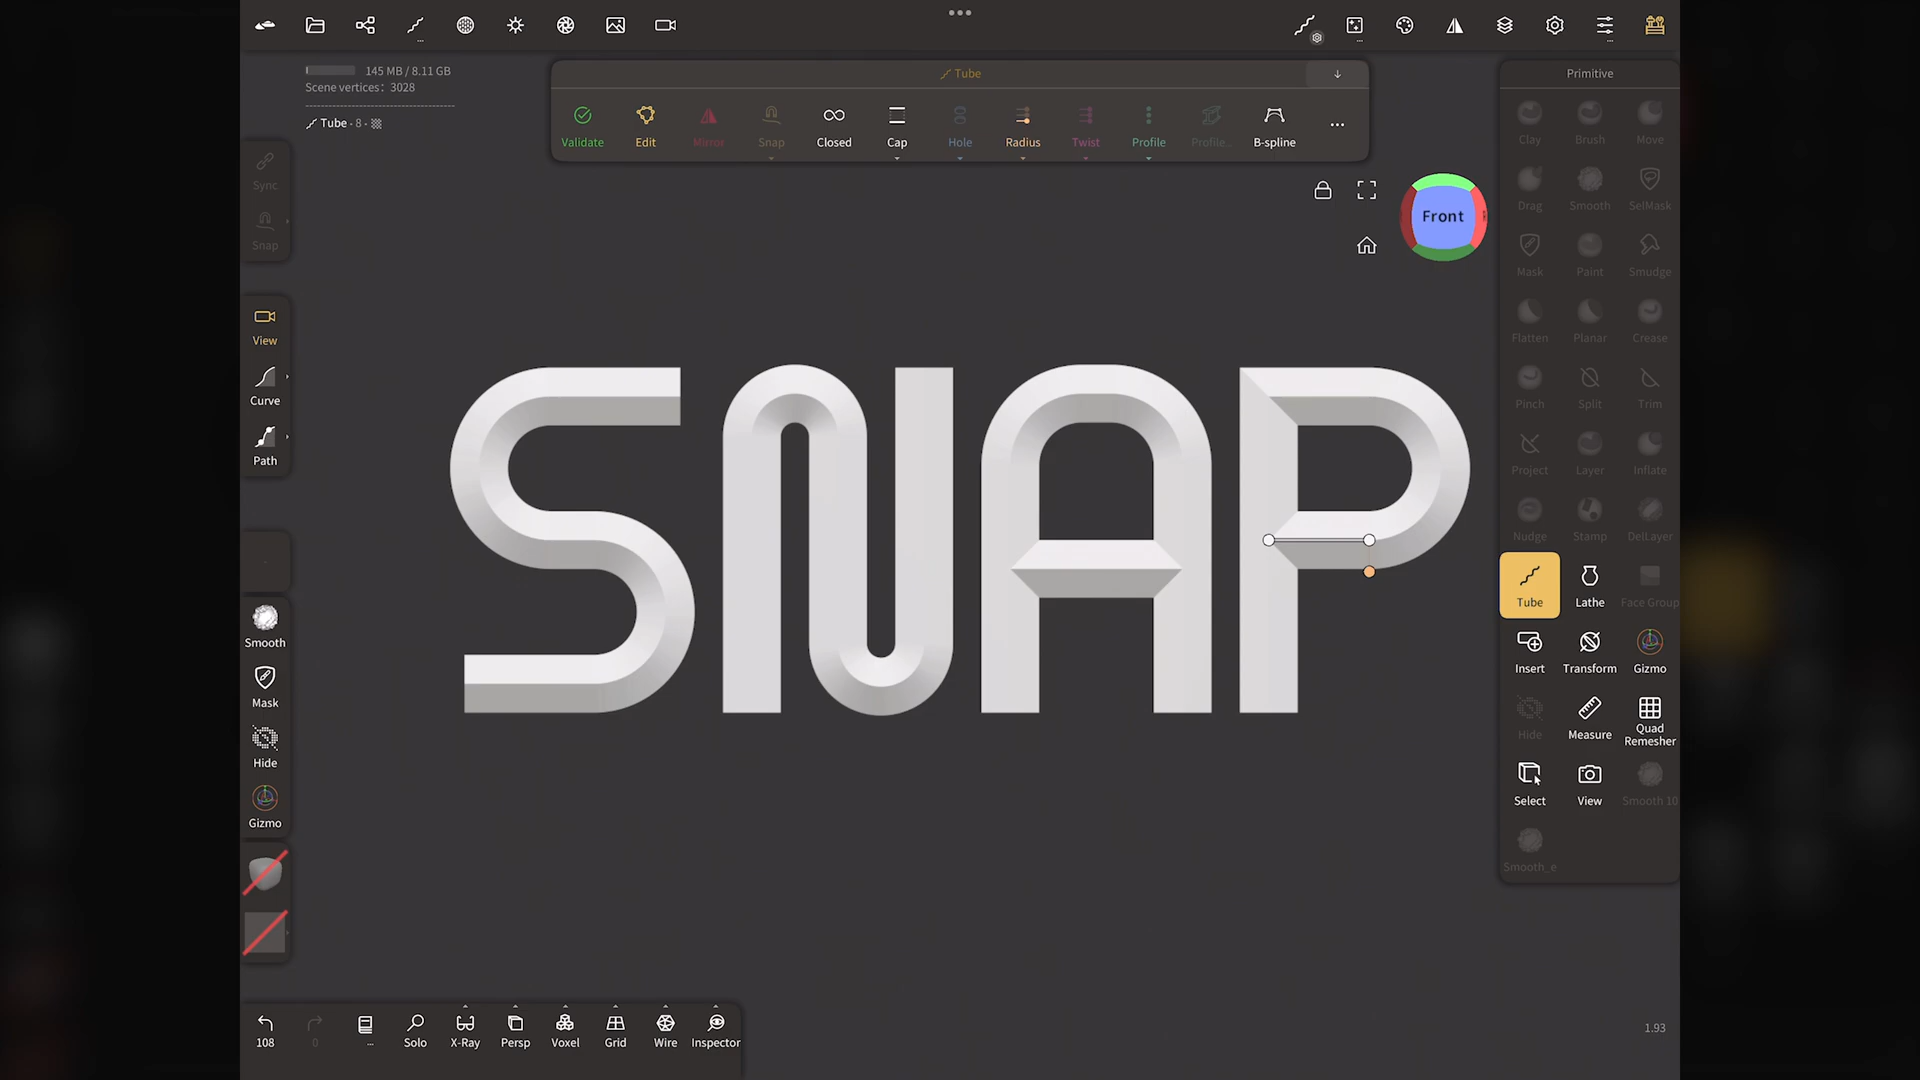 145 MB / 8.11 GB
Scene vertices: 3028
Tube · 8 ·
Tube
Validate
Edit
Mirror
Snap
Closed
Cap
Hole
Radius
Twist
Profile
Profile..
B-spline
Front
Sync
Snap
View
Curve
Path
Smooth
Mask
Hide
Gizmo
SNAP
Primitive
Clay
Brush
Move
Drag
Smooth
SelMask
Mask
Paint
Smudge
Flatten
Planar
Crease
Pinch
Split
Trim
Project
Layer
Inflate
Nudge
Stamp
DelLayer
Tube
Lathe
Face Group
Insert
Transform
Gizmo
Hide
Measure
Quad
Remesher
Select
View
Smooth 10
Smooth_e
108
0
...
Solo
X-Ray
Persp
Voxel
Grid
Wire
Inspector
1.93